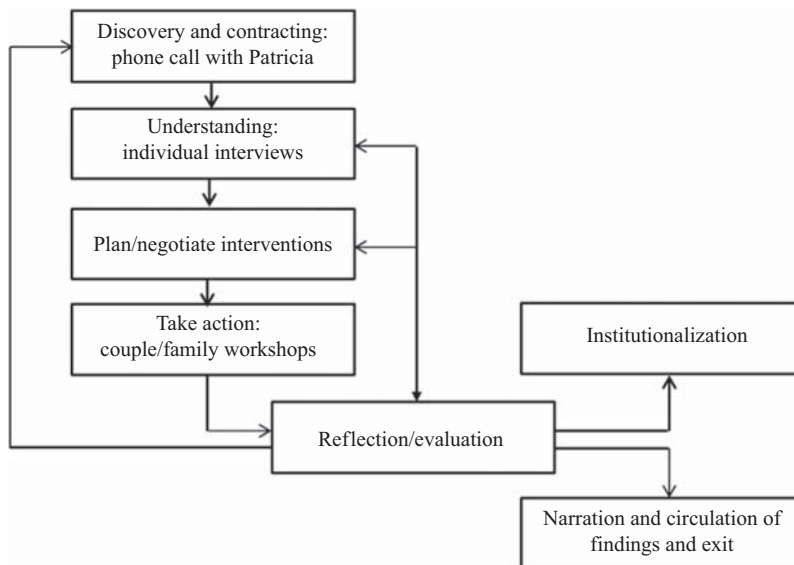 Discovery and contracting:
phone call with Patricia
Understanding:
individual interviews
Plan/negotiate interventions
Take action:
couple/family workshops
Institutionalization
Reflection/evaluation
Narration and circulation of
findings and exit